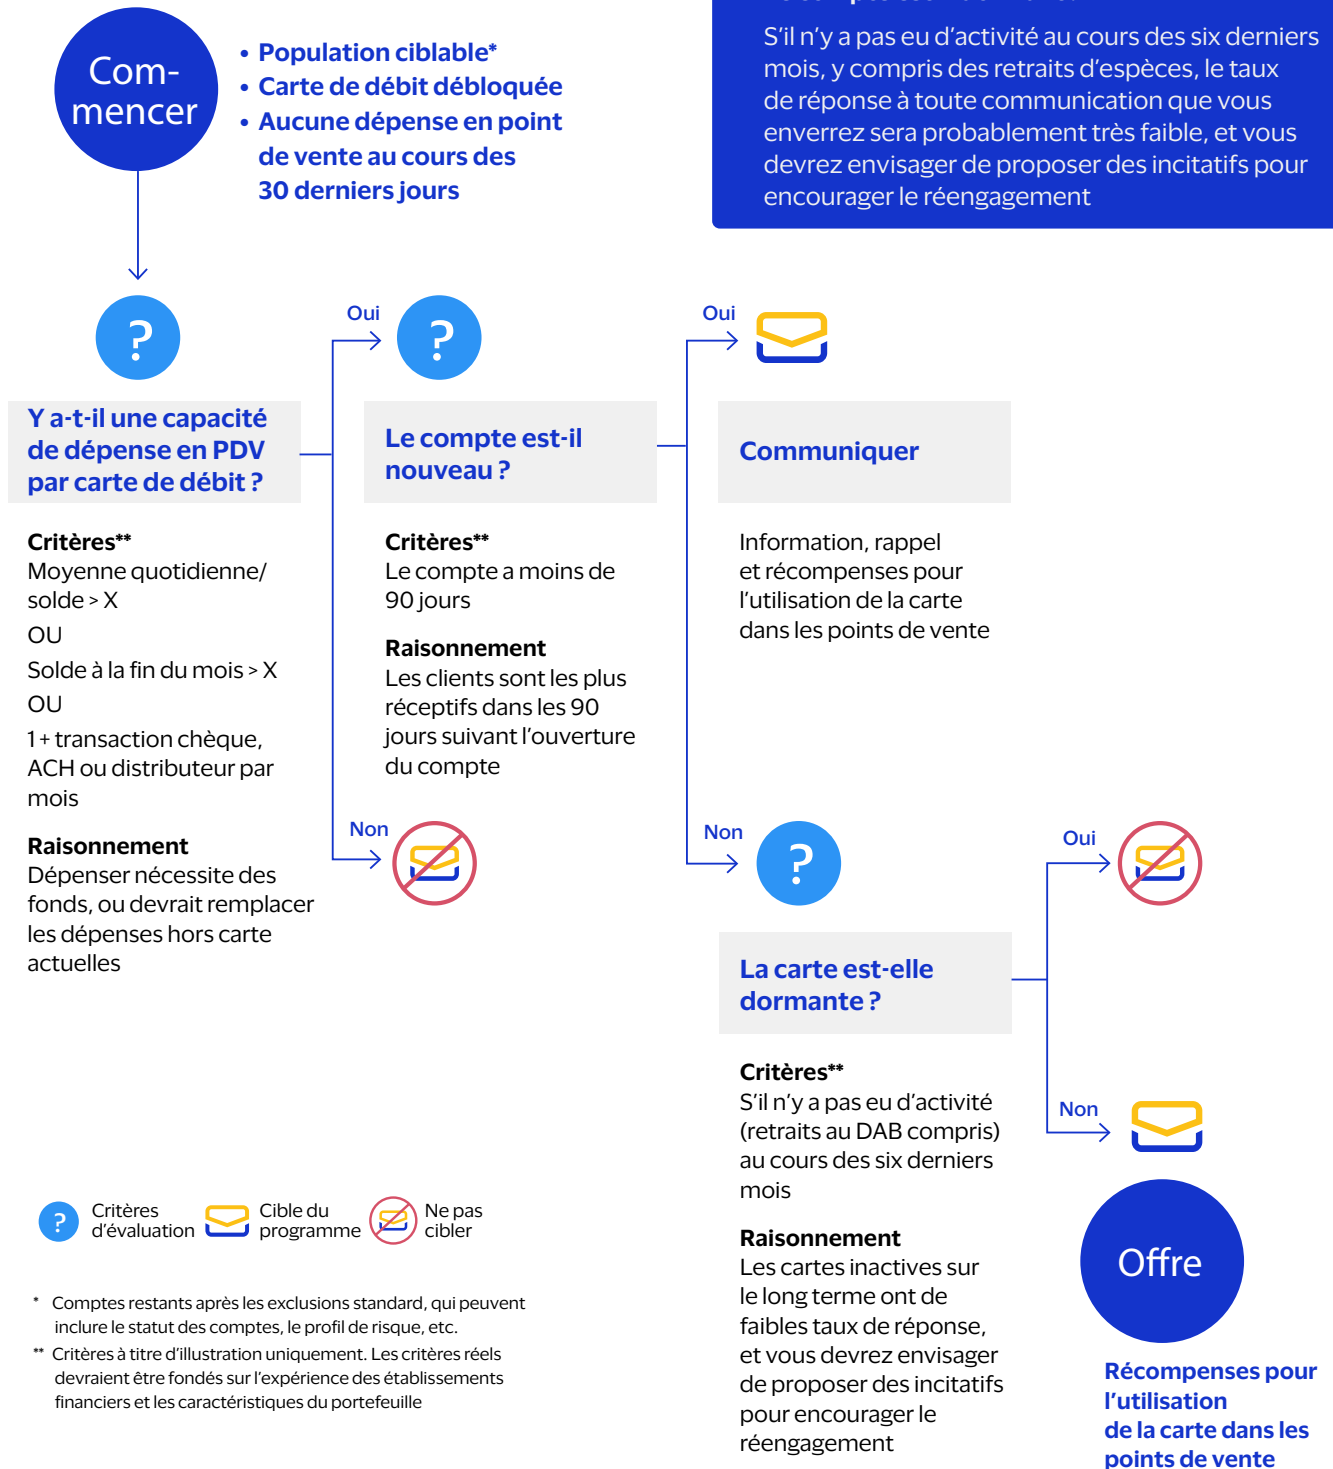 Com-
mencer
• Population ciblable*
• Carte de débit débloquée
• Aucune dépense en point
de vente au cours des
30 derniers jours
S'il n'y a pas eu d'activité au cours des six derniers
mois, y compris des retraits d'espèces, le taux
de réponse à toute communication que vous
enverrez sera probablement très faible, et vous
devrez envisager de proposer des incitatifs pour
encourager le réengagement
?
Oui
?
Oui
Y a-t-il une capacité
de dépense en PDV
par carte de débit ?
Critères**
Moyenne quotidienne/
solde > X
OU
Solde à la fin du mois > X
OU
1 + transaction chèque,
ACH ou distributeur par
mois
Raisonnement
Dépenser nécessite des
fonds, ou devrait remplacer
les dépenses hors carte
actuelles
Le compte est-il
nouveau ?
Critères**
Le compte a moins de
90 jours
Raisonnement
Les clients sont les plus
réceptifs dans les 90
jours suivant l'ouverture
du compte
Non
Communiquer
Information, rappel
et récompenses pour
l'utilisation de la carte
dans les points de vente
Non
?
Oui
La carte est-elle
dormante ?
Critères**
S'il n'y a pas eu d'activité
(retraits au DAB compris)
au cours des six derniers
mois
Raisonnement
Les cartes inactives sur
le long terme ont de
faibles taux de réponse,
et vous devrez envisager
de proposer des incitatifs
pour encourager le
réengagement
Non
Offre
Récompenses pour
l'utilisation
de la carte dans les
points de vente
?
Critères
d'évaluation
Cible du
programme
Ne pas
cibler
* Comptes restants après les exclusions standard, qui peuvent
inclure le statut des comptes, le profil de risque, etc.
** Critères à titre d'illustration uniquement. Les critères réels
devraient être fondés sur l'expérience des établissements
financiers et les caractéristiques du portefeuille